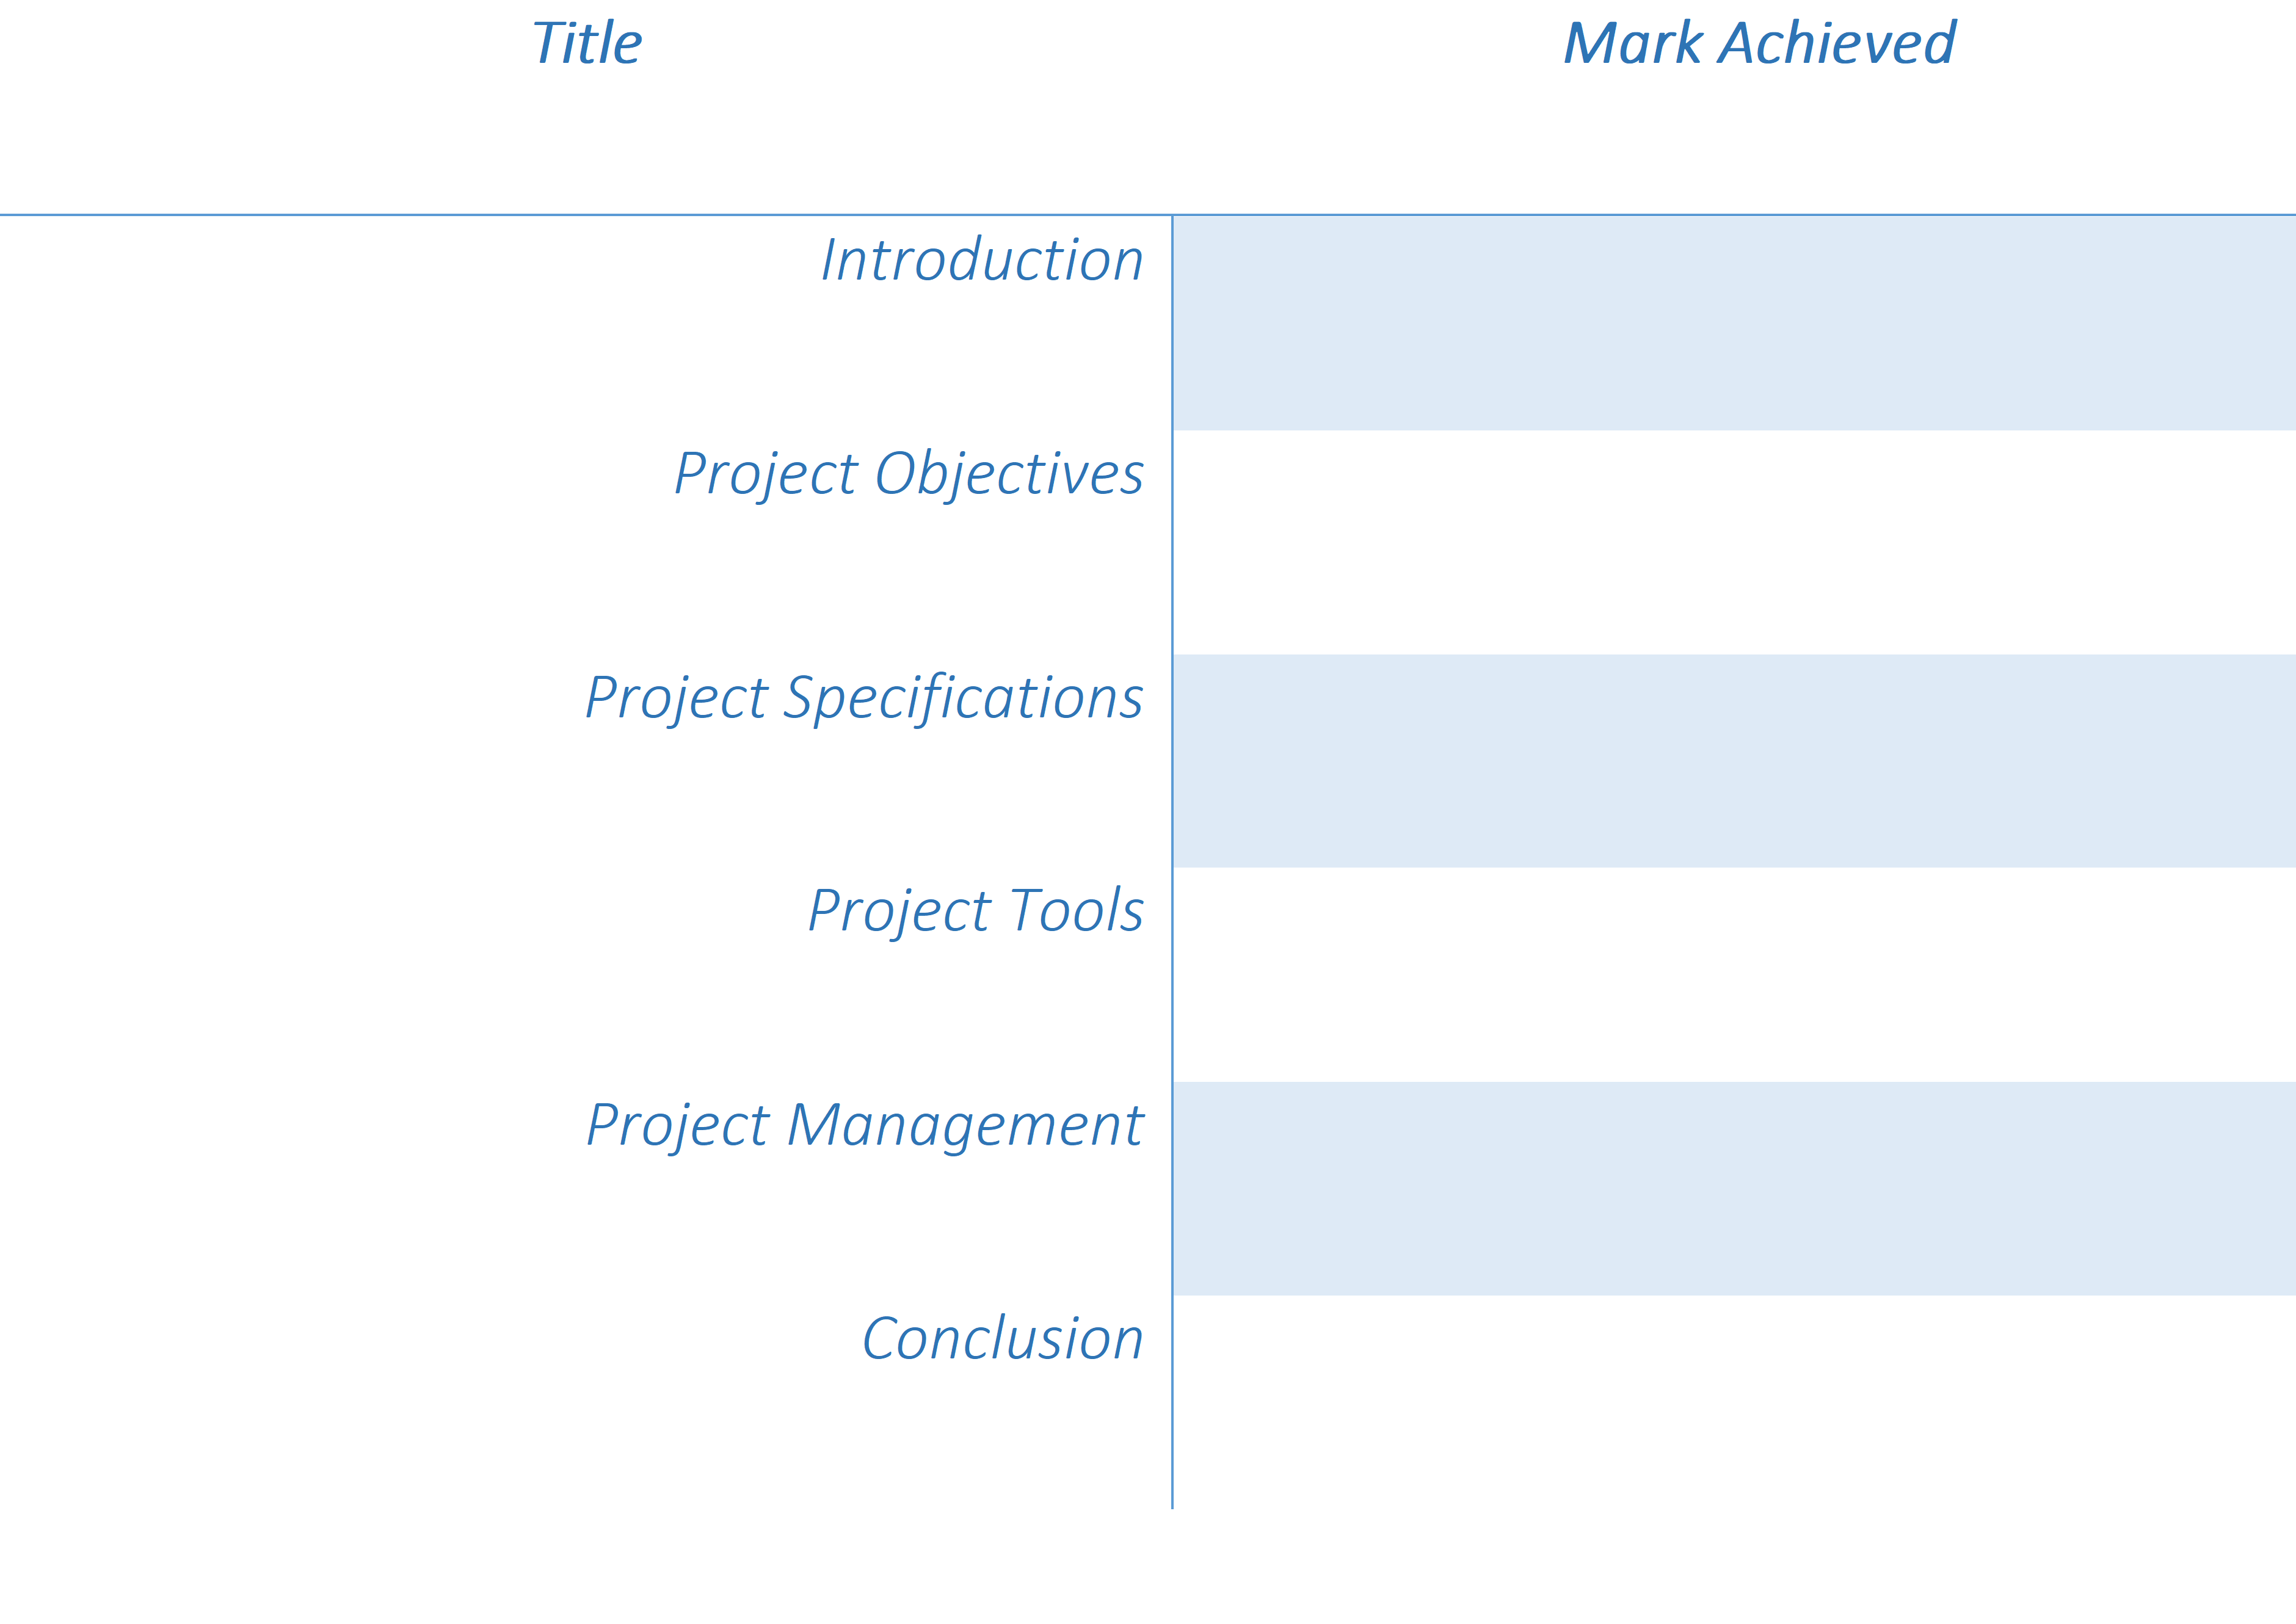 Title Mark Achieved
Introduction
Project Objectives
Project Specifications
Project Tools
Project Management
Conclusion